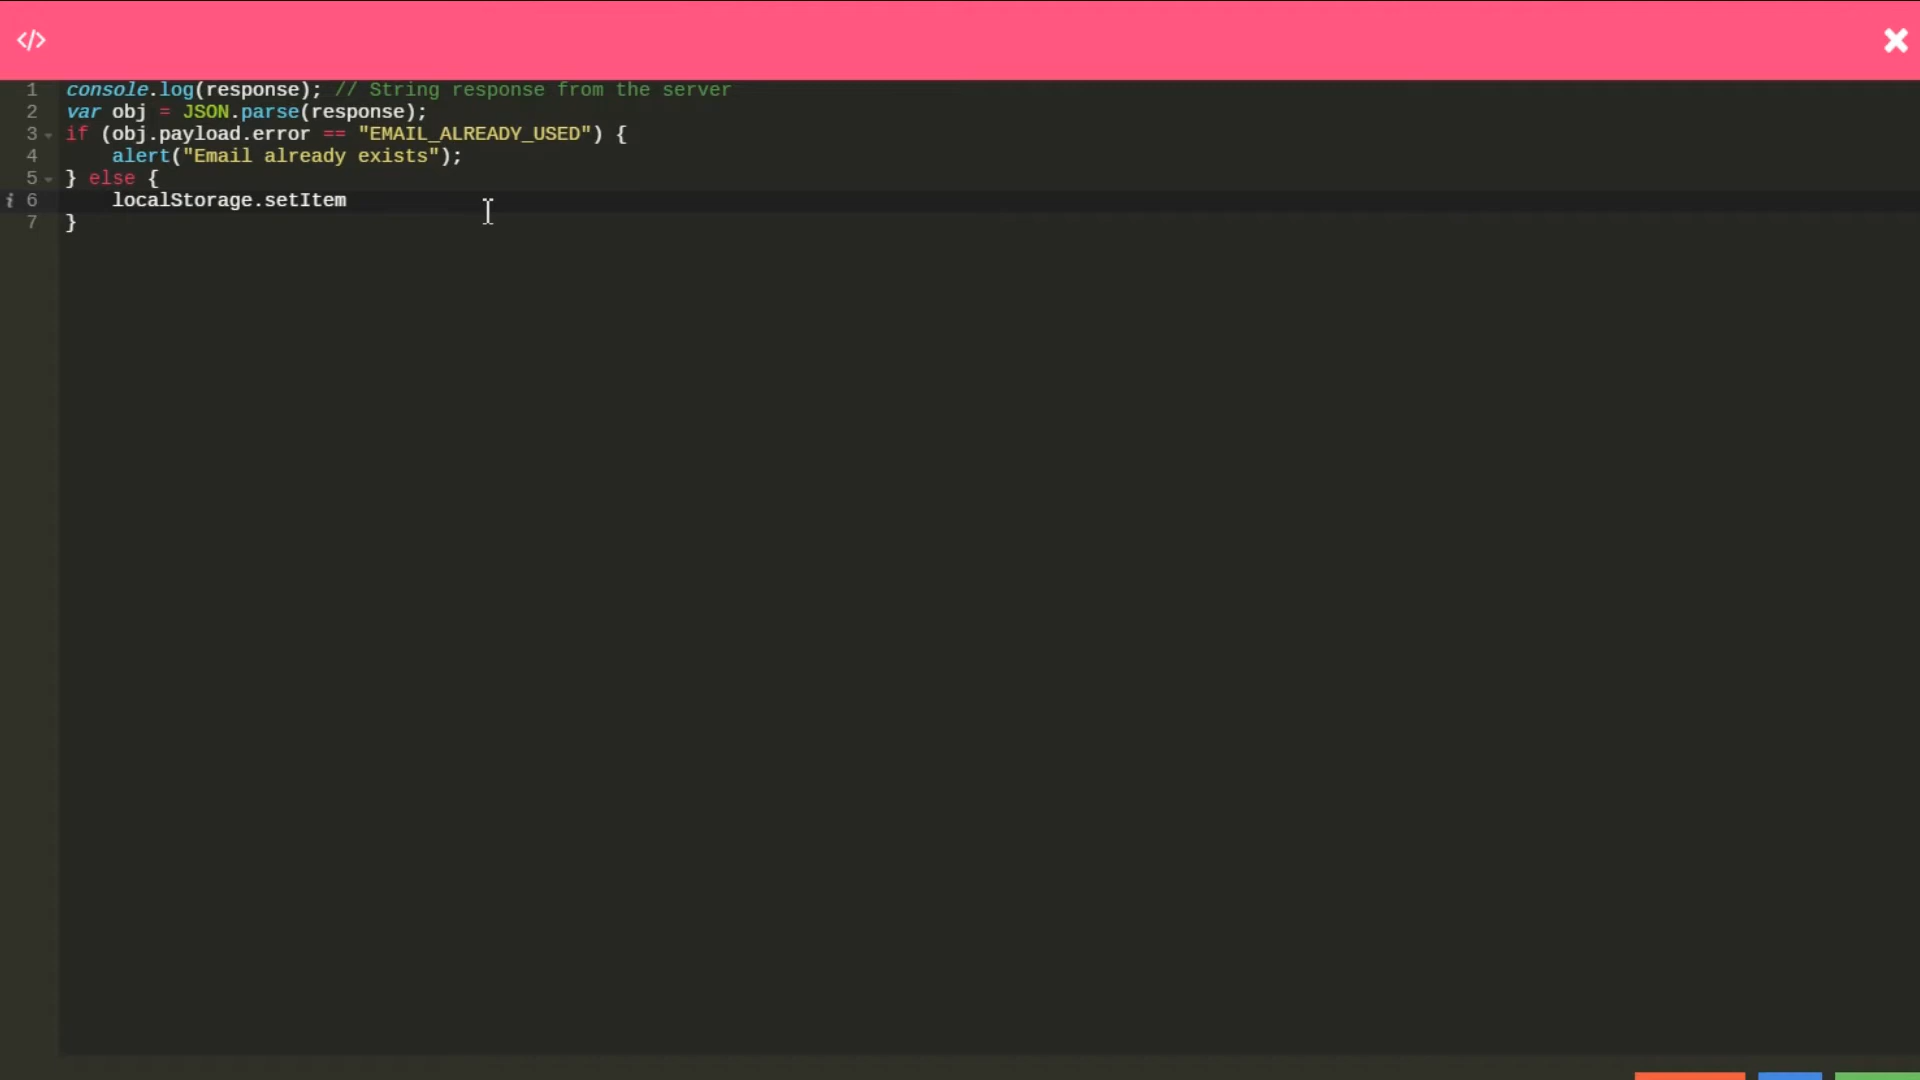 </>
1 console.log(response); // String response from the server
2 var obj = JSON.parse(response);
3 if (obj.payload.error == "EMAIL_ALREADY_USED") {
4     alert("Email already exists");
5 } else {
i 6     localStorage.setItem
7 }